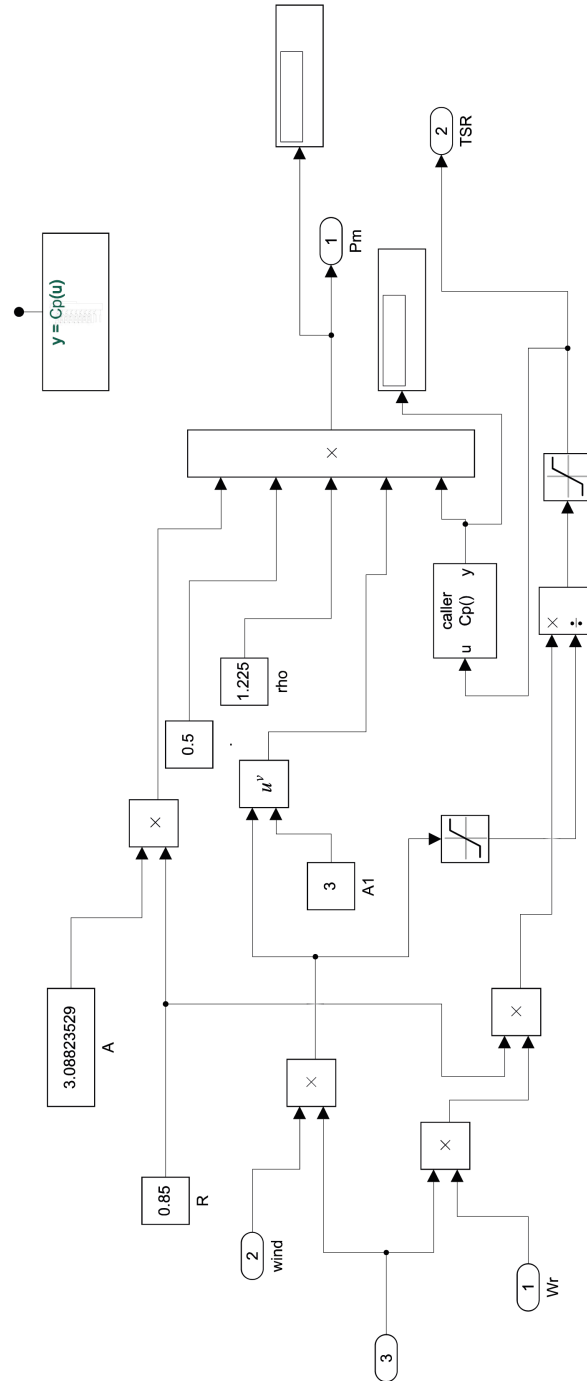 y = Cp(u)
3.08823529
A
0.85
R
×
0.5
1.225
rho
2
wind
3
1
Wr
×
×
×
3
A1
u^v
caller
u Cp() y
×
1
Pm
×
÷
2
TSR